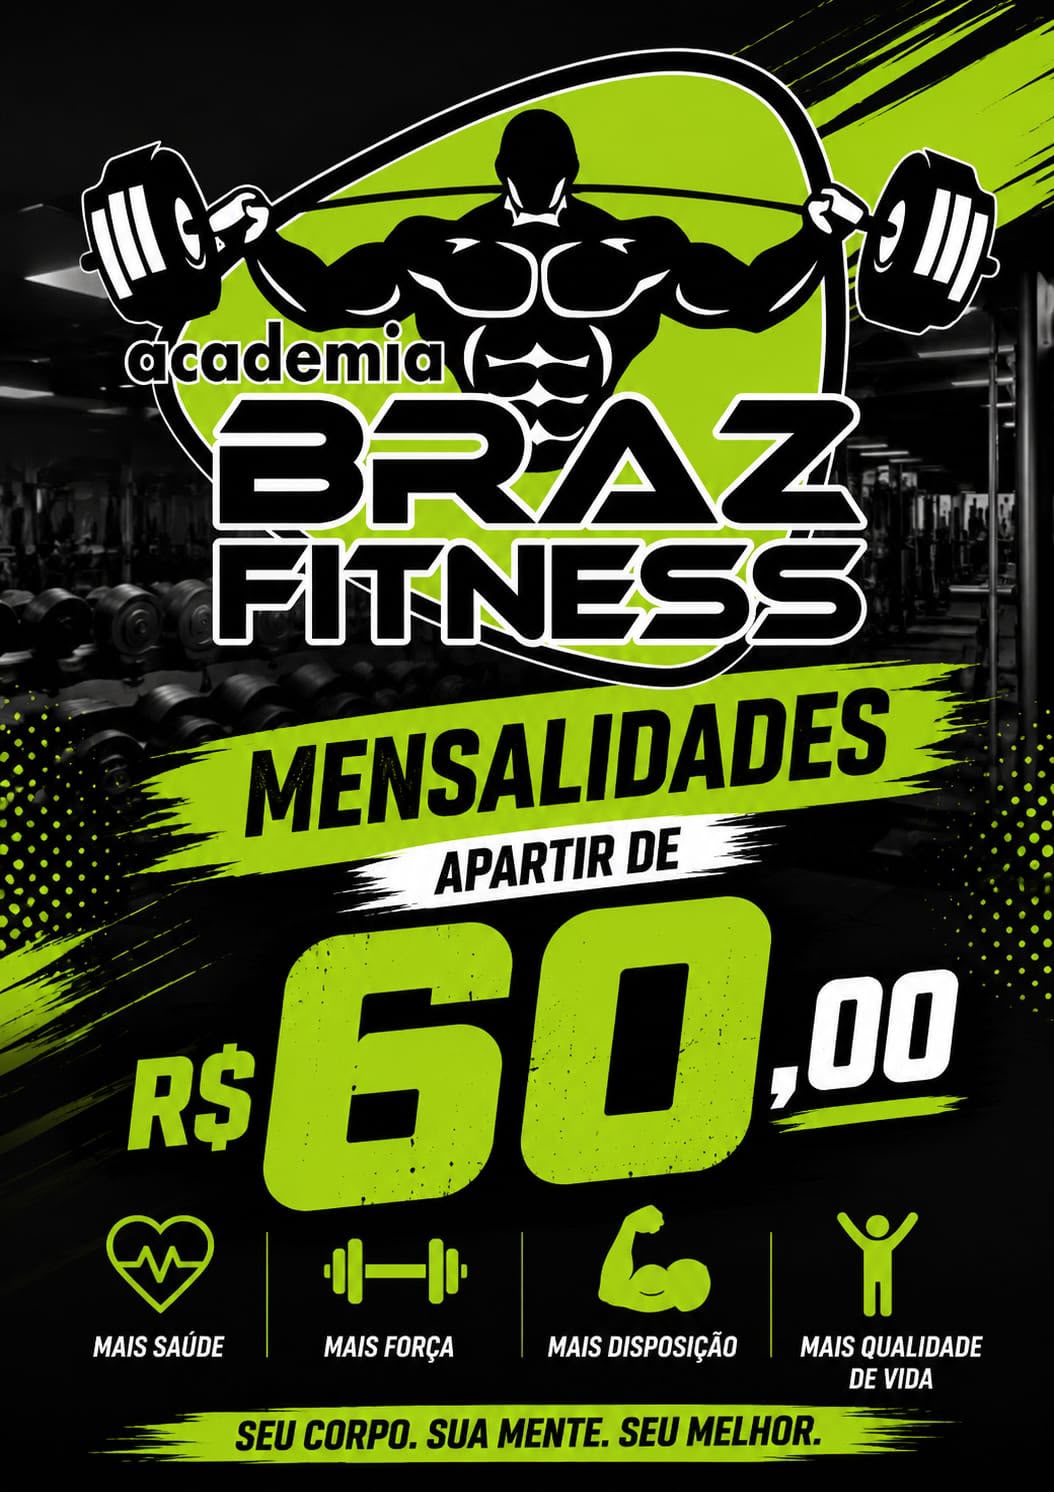 academia
BRAZ
FITNESS
MENSALIDADES
APARTIR DE
R$60,00
MAIS SAÚDE
MAIS FORÇA
MAIS DISPOSIÇÃO
MAIS QUALIDADE
DE VIDA
SEU CORPO. SUA MENTE. SEU MELHOR.